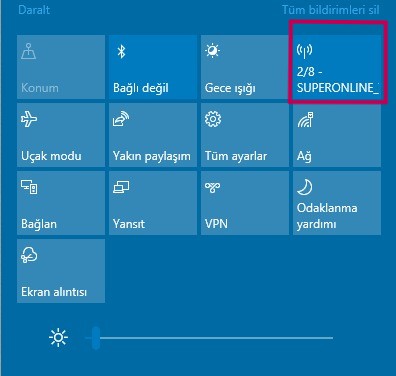 Daralt Tüm bildirimleri sil
Konum
Bağlı değil
Gece ışığı
2/8 -
SUPERONLINE_
Uçak modu
Yakın paylaşım
Tüm ayarlar
Ağ
Bağlan
Yansıt
VPN
Odaklanma
yardımı
Ekran alıntısı